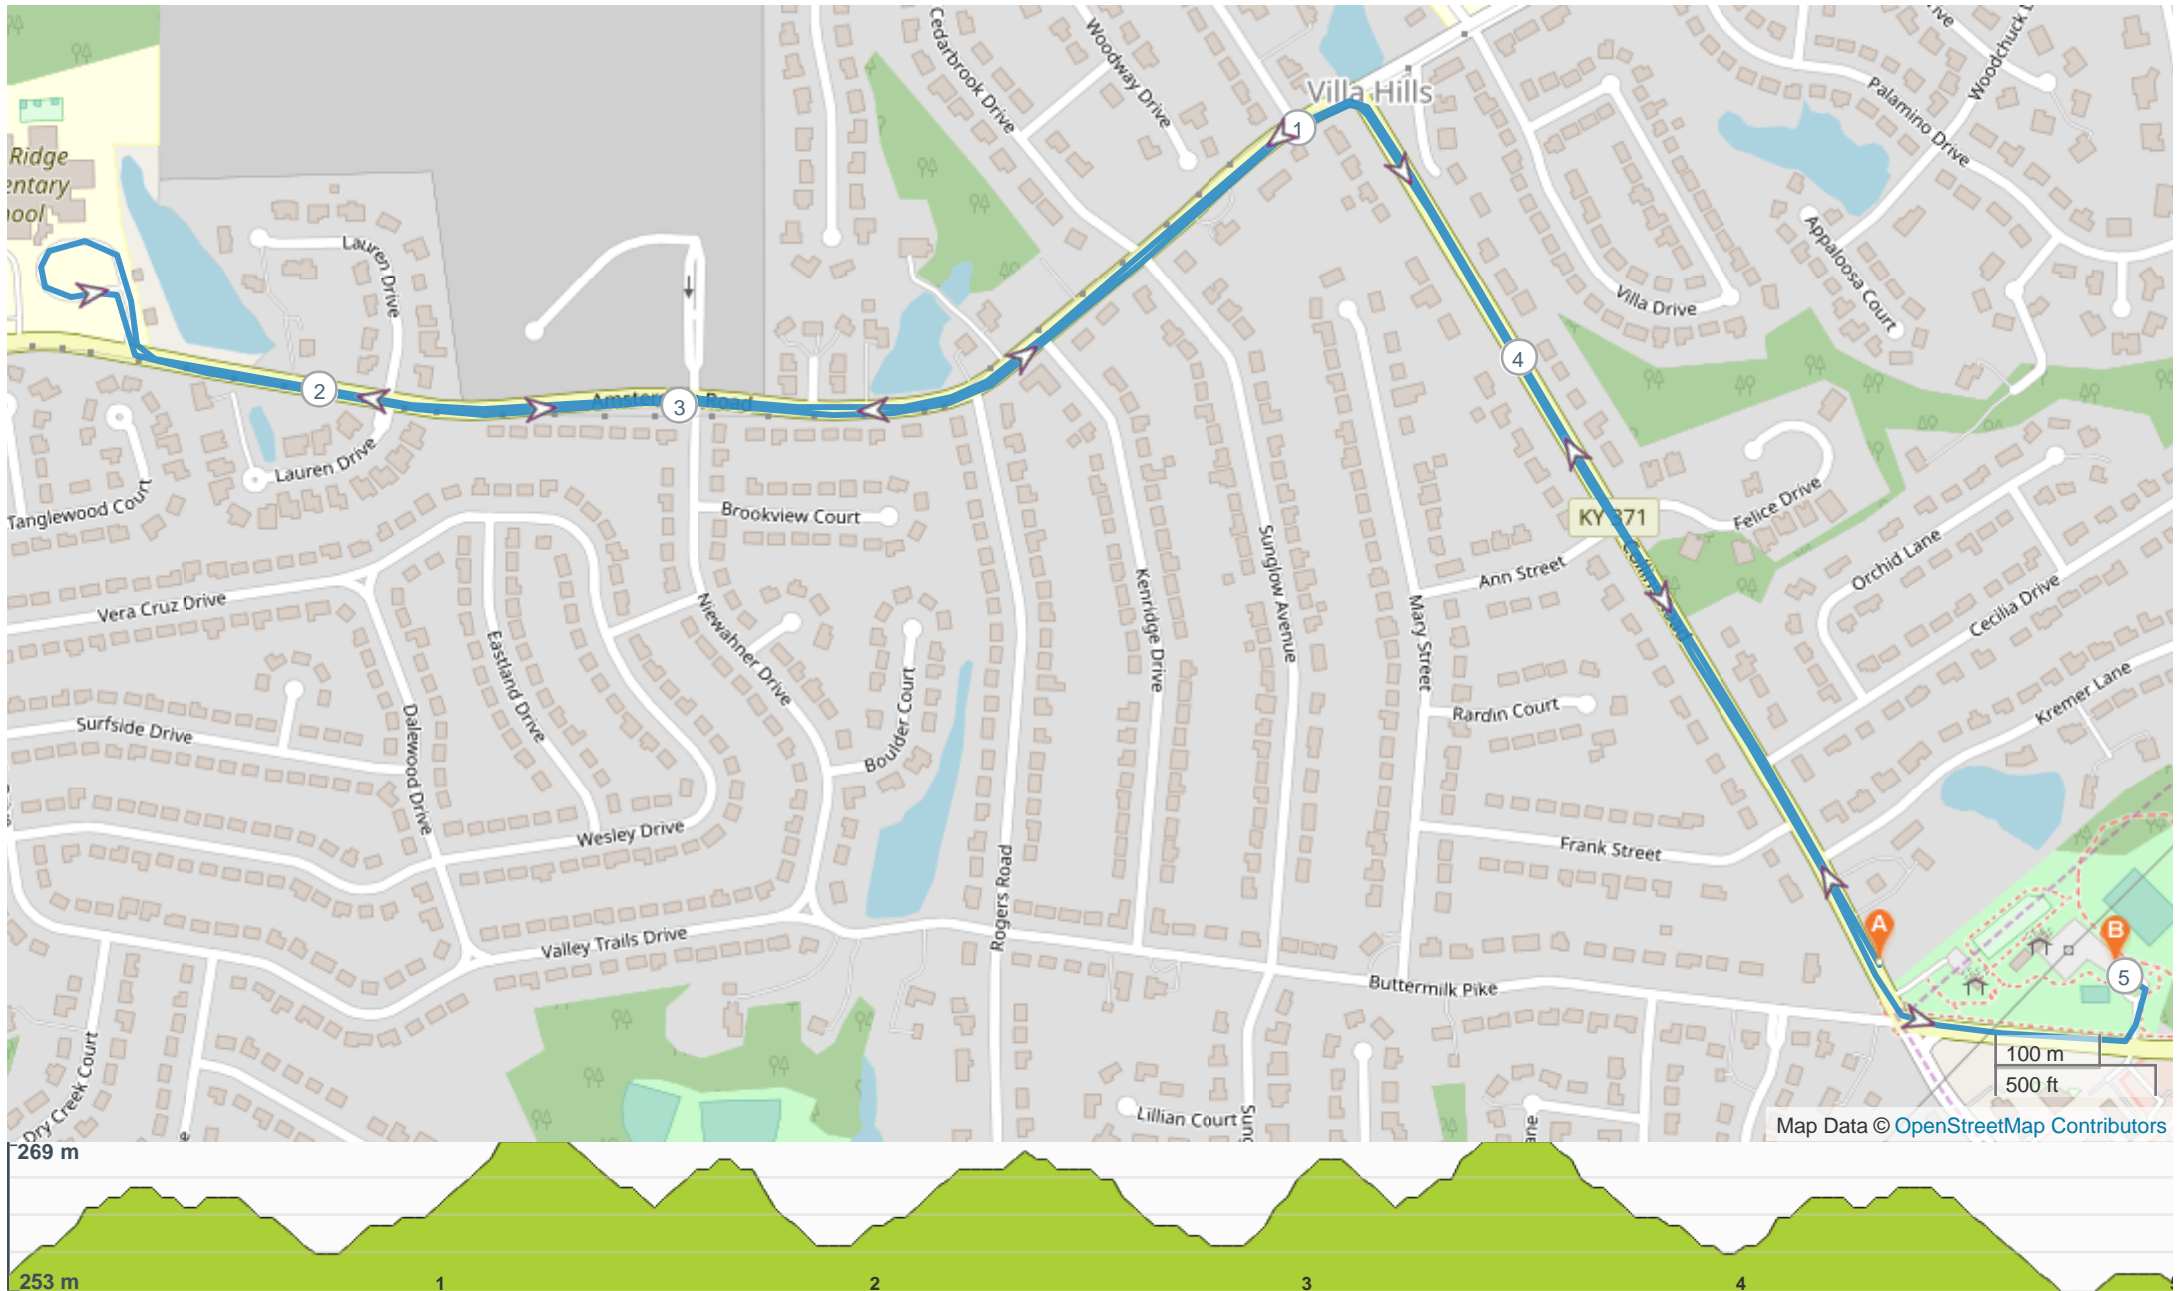 Cedarbrook Drive
Woodway Drive
Villa Hills
Woodchuck
Palamino Drive
Ridge
entary
hool
Lauren Drive
Appaloosa Court
Villa Drive
1
2
3
4
5
Road
Lauren Drive
Tanglewood Court
Brookview Court
KY 371
Felice Drive
Orchid Lane
Ann Street
Cecilia Drive
Vera Cruz Drive
Eastland Drive
Niewahner Drive
Kenridge Drive
Sunglow Avenue
Mary Street
Boulder Court
Rardin Court
Kremer Lane
Surfside Drive
Dalewood Drive
Wesley Drive
Frank Street
Rogers Road
Valley Trails Drive
Buttermilk Pike
A
B
Dry Creek Court
Lillian Court
Sung
ane
100 m
500 ft
Map Data © OpenStreetMap Contributors
269 m
253 m
1
2
3
4